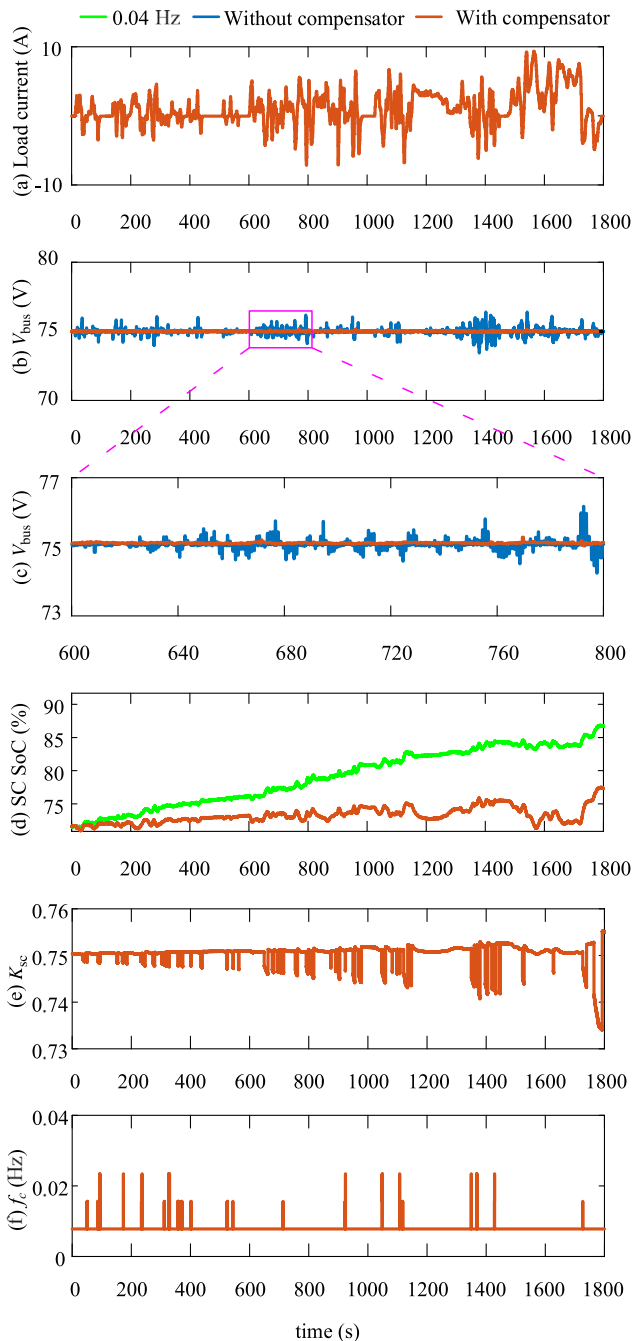 0.04 Hz Without compensator With compensator
(a) Load current (A)
10
-10
0 200 400 600 800 1000 1200 1400 1600 1800
(b) Vbus (V)
80
75
70
0 200 400 600 800 1000 1200 1400 1600 1800
(c) Vbus (V)
77
75
73
600 640 680 720 760 800
(d) SC SoC (%)
90
85
80
75
0 200 400 600 800 1000 1200 1400 1600 1800
(e) Ksc
0.76
0.75
0.74
0.73
0 200 400 600 800 1000 1200 1400 1600 1800
(f) fc (Hz)
0.04
0.02
0
0 200 400 600 800 1000 1200 1400 1600 1800
time (s)